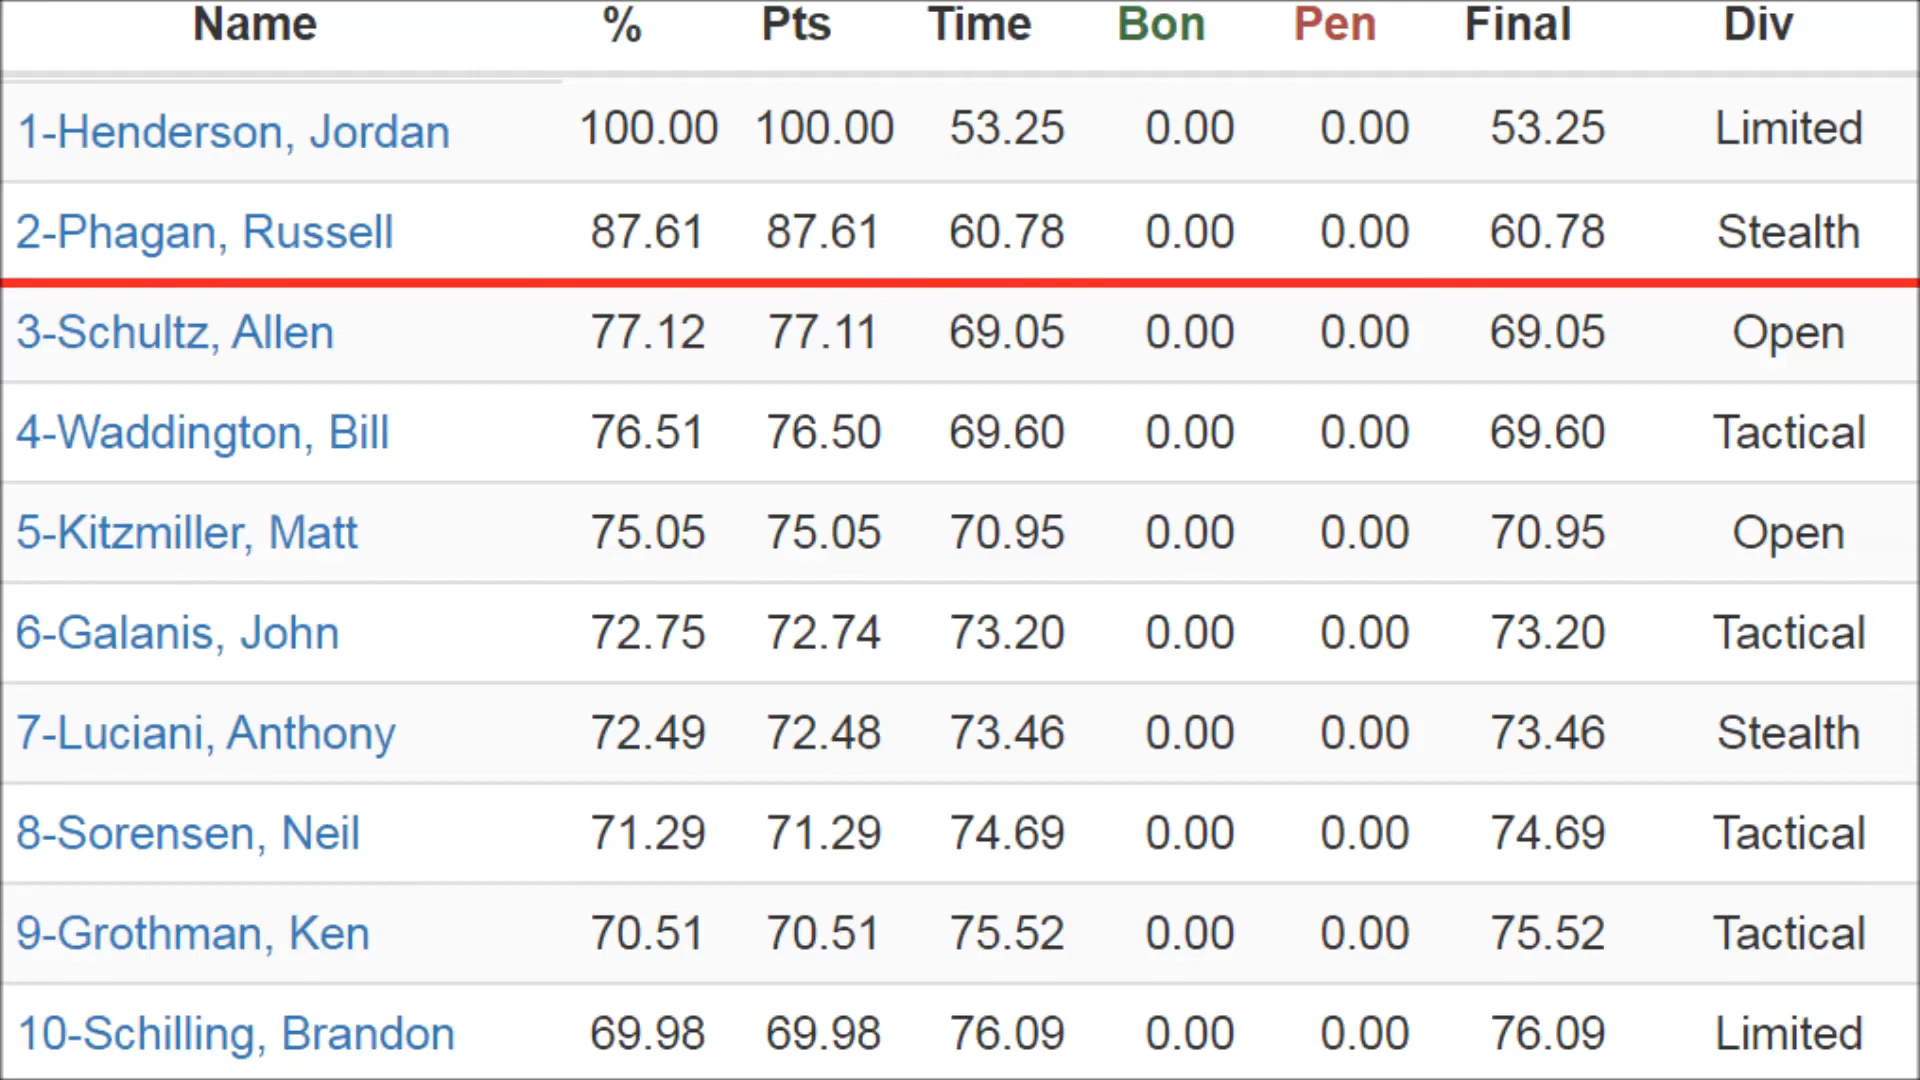 Name % Pts Time Bon Pen Final Div
1-Henderson, Jordan 100.00 100.00 53.25 0.00 0.00 53.25 Limited
2-Phagan, Russell 87.61 87.61 60.78 0.00 0.00 60.78 Stealth
3-Schultz, Allen 77.12 77.11 69.05 0.00 0.00 69.05 Open
4-Waddington, Bill 76.51 76.50 69.60 0.00 0.00 69.60 Tactical
5-Kitzmiller, Matt 75.05 75.05 70.95 0.00 0.00 70.95 Open
6-Galanis, John 72.75 72.74 73.20 0.00 0.00 73.20 Tactical
7-Luciani, Anthony 72.49 72.48 73.46 0.00 0.00 73.46 Stealth
8-Sorensen, Neil 71.29 71.29 74.69 0.00 0.00 74.69 Tactical
9-Grothman, Ken 70.51 70.51 75.52 0.00 0.00 75.52 Tactical
10-Schilling, Brandon 69.98 69.98 76.09 0.00 0.00 76.09 Limited